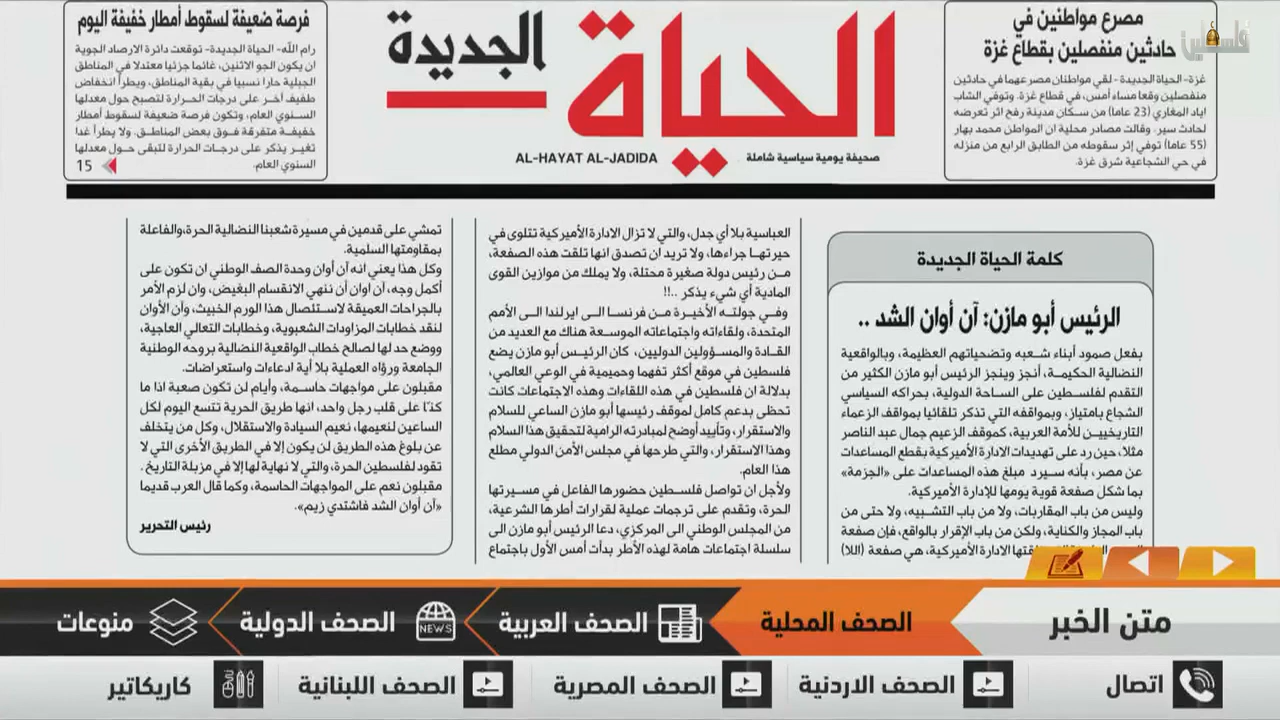 مصرع مواطنين في
حادثين منفصلين بقطاع غزة
غزة- الحياة الجديدة - لقي مواطنان مصرعهما في حادثين
منفصلين وقعا مساء أمس، في قطاع غزة. وتوفي الشاب
اياد المغاري (23 عاما) من سكان مدينة رفح اثر تعرضه
لحادث سير. وقالت مصادر محلية ان المواطن محمد بهار
(55 عاما) توفي إثر سقوطه من الطابق الرابع من منزله
في حي الشجاعية شرق غزة.
فلسطين
الحياة
الجديدة
صحيفة يومية سياسية شاملة
AL-HAYAT AL-JADIDA
فرصة ضعيفة لسقوط أمطار خفيفة اليوم
رام الله- الحياة الجديدة- توقعت دائرة الارصاد الجوية
ان يكون الجو الاثنين، غائما جزئيا معتدلا في المناطق
الجبلية حارا نسبيا في بقية المناطق، ويطرأ انخفاض
طفيف آخر على درجات الحرارة لتصبح حول معدلها
السنوي العام، وتكون فرصة ضعيفة لسقوط أمطار
خفيفة متفرقة فوق بعض المناطق. ولا يطرأ غدا
تغير يذكر على درجات الحرارة لتبقى حول معدلها
السنوي العام.
15
كلمة الحياة الجديدة
الرئيس أبو مازن: آن أوان الشد ..
بفعل صمود أبناء شعبه وتضحياتهم العظيمة، وبالواقعية
النضالية الحكيمة، أنجز وينجز الرئيس أبو مازن الكثير من
التقدم لفلسطين على الساحة الدولية، بحراكه السياسي
الشجاع بامتياز، وبمواقفه التي تذكر تلقائيا بمواقف الزعماء
التاريخيين للأمة العربية، كموقف الزعيم جمال عبد الناصر
مثلا، حين رد على تهديدات الادارة الأميركية بقطع المساعدات
عن مصر، بأنه سيرد مبلغ هذه المساعدات على «الجزمة»
بما شكل صفعة قوية يومها للإدارة الأميركية.
وليس من باب المقاربات، ولا من باب التشبيه، ولا حتى من
باب المجاز والكناية، ولكن من باب الإقرار بالواقع، فإن صفعة
الادارة الأميركية، هي صفعة (اللا)
العباسية بلا أي جدل، والتي لا تزال الادارة الأميركية تتلوى في
حيرتها جراءها، ولا تريد ان تصدق انها تلقت هذه الصفعة،
من رئيس دولة صغيرة محتلة، ولا يملك من موازين القوى
المادية أي شيء يذكر ..!!
وفي جولته الأخيرة من فرنسا الى ايرلندا الى الأمم
المتحدة، ولقاءاته واجتماعاته الموسعة هناك مع العديد من
القادة والمسؤولين الدوليين، كان الرئيس أبو مازن يضع
فلسطين في موقع أكثر تفهما وحميمية في الوعي العالمي،
بدلالة ان فلسطين في هذه اللقاءات وهذه الاجتماعات كانت
تحظى بدعم كامل لموقف رئيسها أبو مازن الساعي للسلام
والاستقرار، وتأييد أوضح لمبادرته الرامية لتحقيق هذا السلام
وهذا الاستقرار، والتي طرحها في مجلس الأمن الدولي مطلع
هذا العام.
ولأجل ان تواصل فلسطين حضورها الفاعل في مسيرتها
الحرة، وتقدم على ترجمات عملية لقرارات أطرها الشرعية،
من المجلس الوطني الى المركزي، دعا الرئيس أبو مازن الى
سلسلة اجتماعات هامة لهذه الأطر بدأت أمس الأول باجتماع
تمشي على قدمين في مسيرة شعبنا النضالية الحرة، والفاعلة
بمقاومتها السلمية.
وكل هذا يعني انه آن أوان وحدة الصف الوطني ان تكون على
أكمل وجه، آن اوان أن ننهي الانقسام البغيض، وان لزم الأمر
بالجراحات العميقة لاستئصال هذا الورم الخبيث، وآن الأوان
لنقد خطابات المزاودات الشعبوية، وخطابات التعالي العاجية،
ووضع حد لها لصالح خطاب الواقعية النضالية بروحه الوطنية
الجامعة ورؤاه العملية بلا أية ادعاءات واستعراضات.
مقبلون على مواجهات حاسمة، وأيام لن تكون صعبة اذا ما
كنا على قلب رجل واحد، انها طريق الحرية تتسع اليوم لكل
الساعين لنعيمها، نعيم السيادة والاستقلال، وكل من يتخلف
عن بلوغ هذه الطريق لن يكون إلا في الطريق الأخرى التي لا
تقود لفلسطين الحرة، والتي لا نهاية لها إلا في مزبلة التاريخ.
مقبلون نعم على المواجهات الحاسمة، وكما قال العرب قديما
«آن أوان الشد فاشتدي زيم».
رئيس التحرير
متن الخبر
الصحف المحلية
الصحف العربية
NEWS
الصحف الدولية
منوعات
اتصال
الصحف الاردنية
الصحف المصرية
الصحف اللبنانية
كاريكاتير